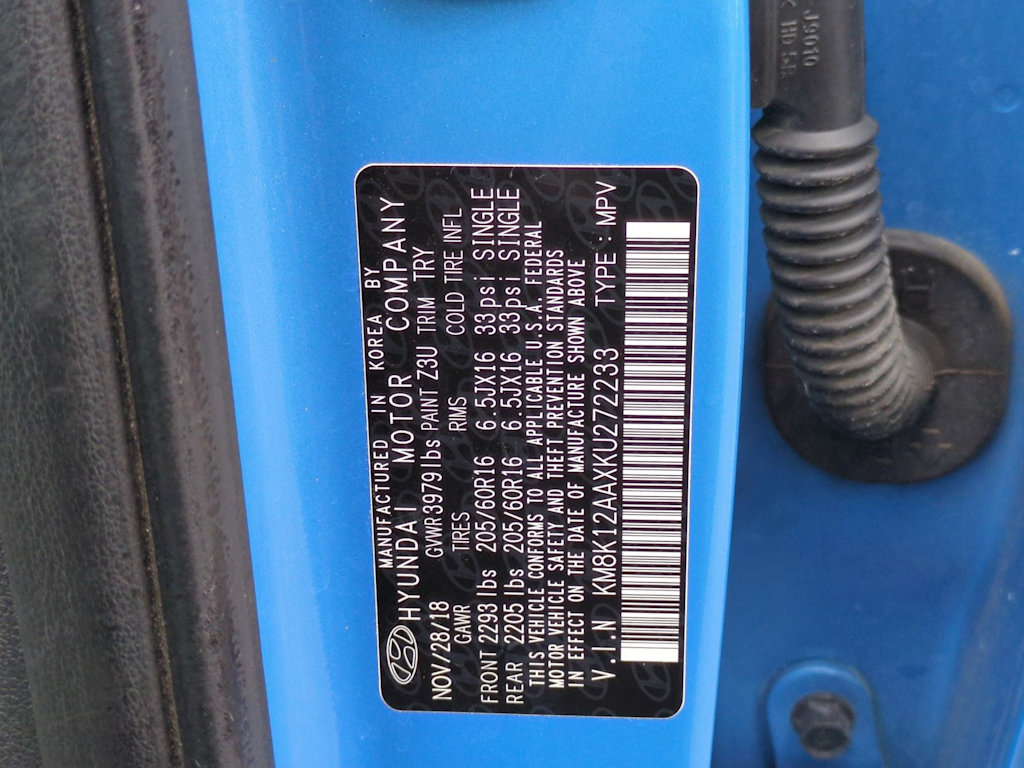 MANUFACTURED IN KOREA BY
HYUNDAI MOTOR COMPANY
NOV/28/18 GVWR 3979 lbs PAINT Z3U TRIM TRY
GAWR TIRES RIMS COLD TIRE INFL
FRONT 2293 lbs 205/60R16 6.5JX16 33psi SINGLE
REAR 2205 lbs 205/60R16 6.5JX16 33psi SINGLE
THIS VEHICLE CONFORMS TO ALL APPLICABLE U.S.A. FEDERAL
MOTOR VEHICLE SAFETY AND THEFT PREVENTION STANDARDS
IN EFFECT ON THE DATE OF MANUFACTURE SHOWN ABOVE
V.I.N KM8K12AAXKU272233 TYPE : MPV
J9010